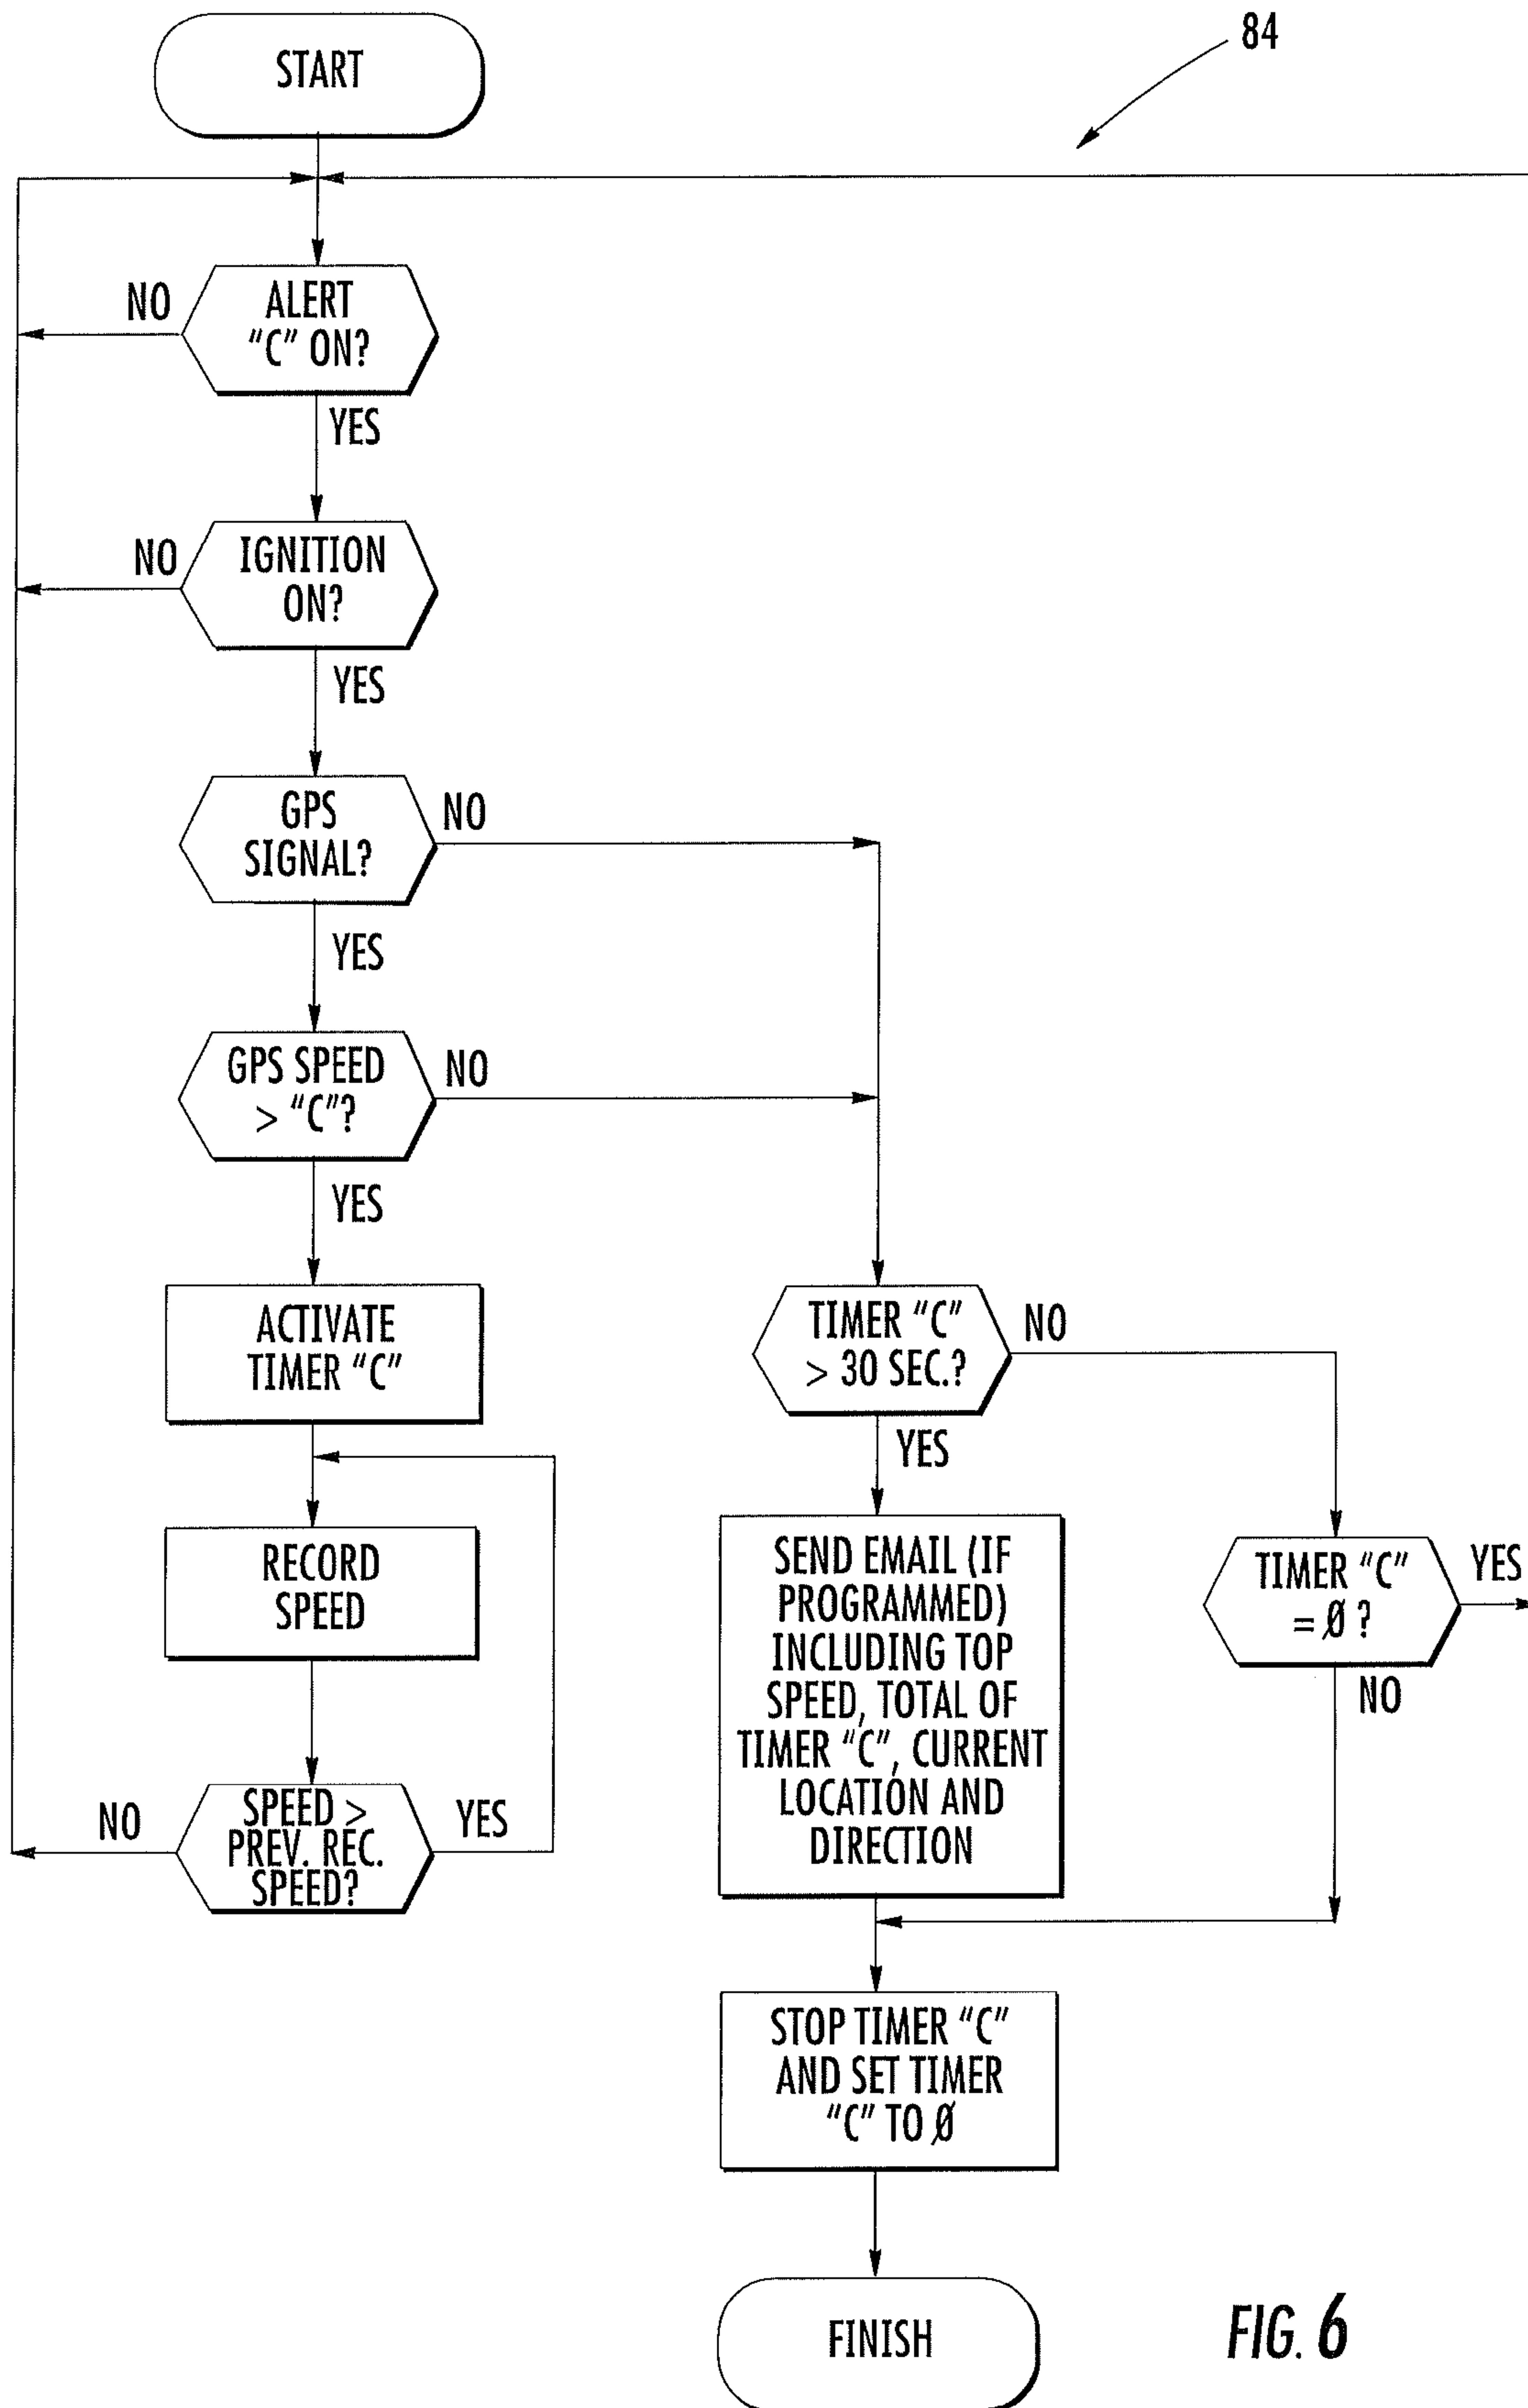 84
START
ALERT
"C" ON?
NO
YES
IGNITION
ON?
NO
YES
GPS
SIGNAL?
NO
YES
GPS SPEED
> "C"?
NO
YES
ACTIVATE
TIMER "C"
RECORD
SPEED
SPEED >
PREV. REC.
SPEED?
NO
YES
TIMER "C"
> 30 SEC.?
NO
YES
SEND EMAIL (IF
PROGRAMMED)
INCLUDING TOP
SPEED, TOTAL OF
TIMER "C", CURRENT
LOCATION AND
DIRECTION
TIMER "C"
= Ø ?
YES
NO
STOP TIMER "C"
AND SET TIMER
"C" TO Ø
FINISH
FIG. 6